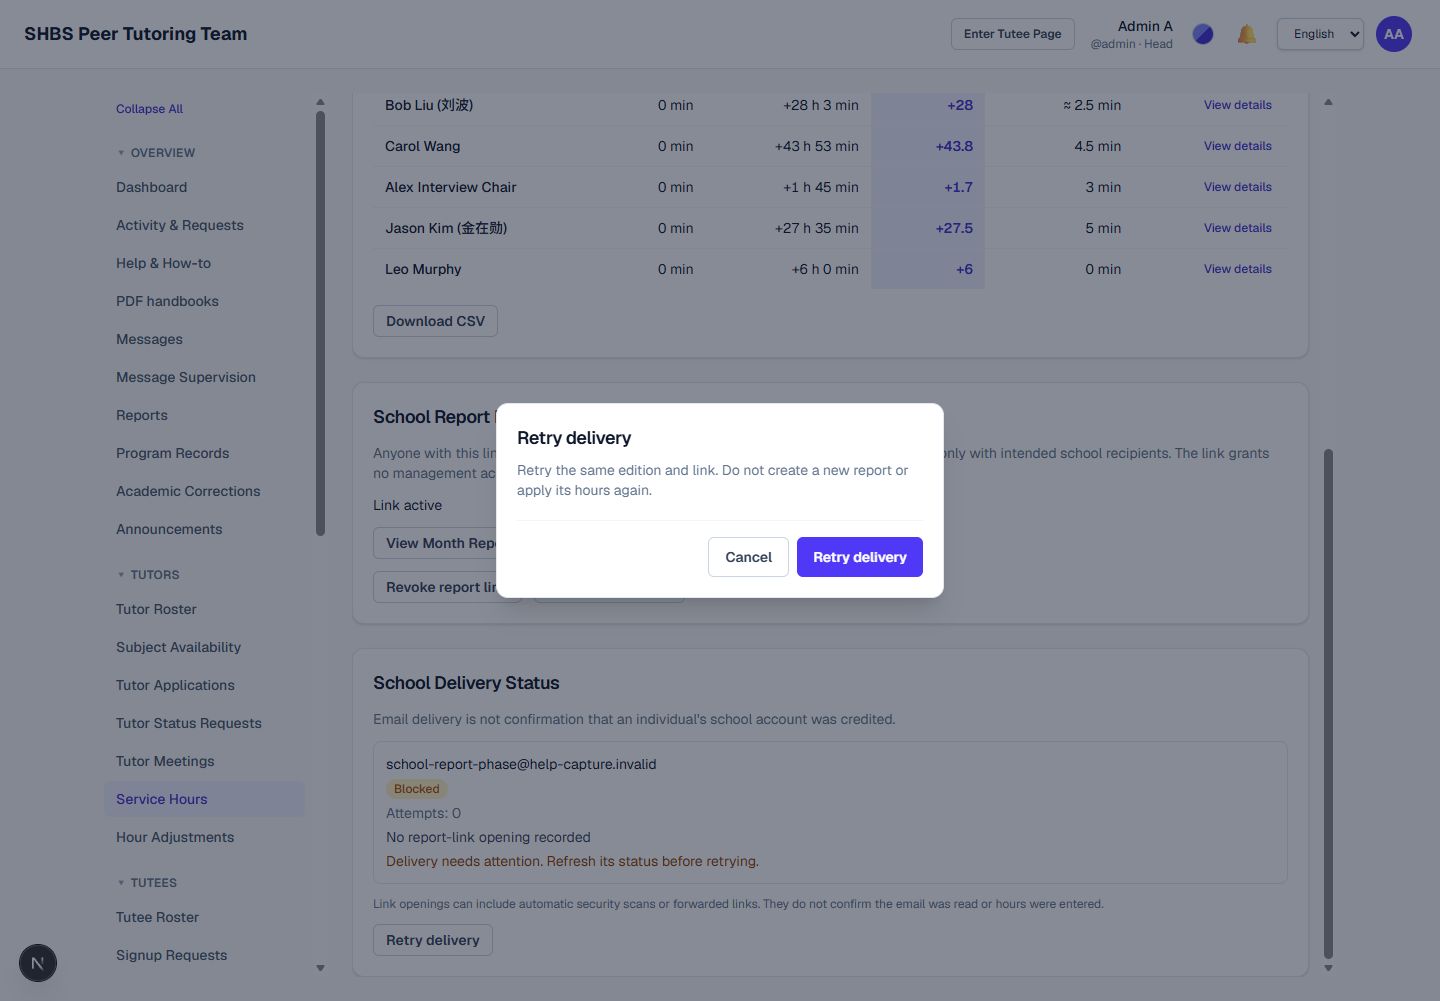 SHBS Peer Tutoring Team
Enter Tutee Page
Admin A
@admin · Head
English
AA
Collapse All
OVERVIEW
Dashboard
Activity & Requests
Help & How-to
PDF handbooks
Messages
Message Supervision
Reports
Program Records
Academic Corrections
Announcements
TUTORS
Tutor Roster
Subject Availability
Tutor Applications
Tutor Status Requests
Tutor Meetings
Service Hours
Hour Adjustments
TUTEES
Tutee Roster
Signup Requests
N
Bob Liu (刘波) 0 min +28 h 3 min +28 ≈ 2.5 min View details
Carol Wang 0 min +43 h 53 min +43.8 4.5 min View details
Alex Interview Chair 0 min +1 h 45 min +1.7 3 min View details
Jason Kim (金在勋) 0 min +27 h 35 min +27.5 5 min View details
Leo Murphy 0 min +6 h 0 min +6 0 min View details
Download CSV
School Report
Anyone with this only with intended school recipients. The link grants
no management
Link active
View Month
Revoke report
Retry delivery
Retry the same edition and link. Do not create a new report or
apply its hours again.
Cancel
Retry delivery
School Delivery Status
Email delivery is not confirmation that an individual's school account was credited.
school-report-phase@help-capture.invalid
Blocked
Attempts: 0
No report-link opening recorded
Delivery needs attention. Refresh its status before retrying.
Link openings can include automatic security scans or forwarded links. They do not confirm the email was read or hours were entered.
Retry delivery